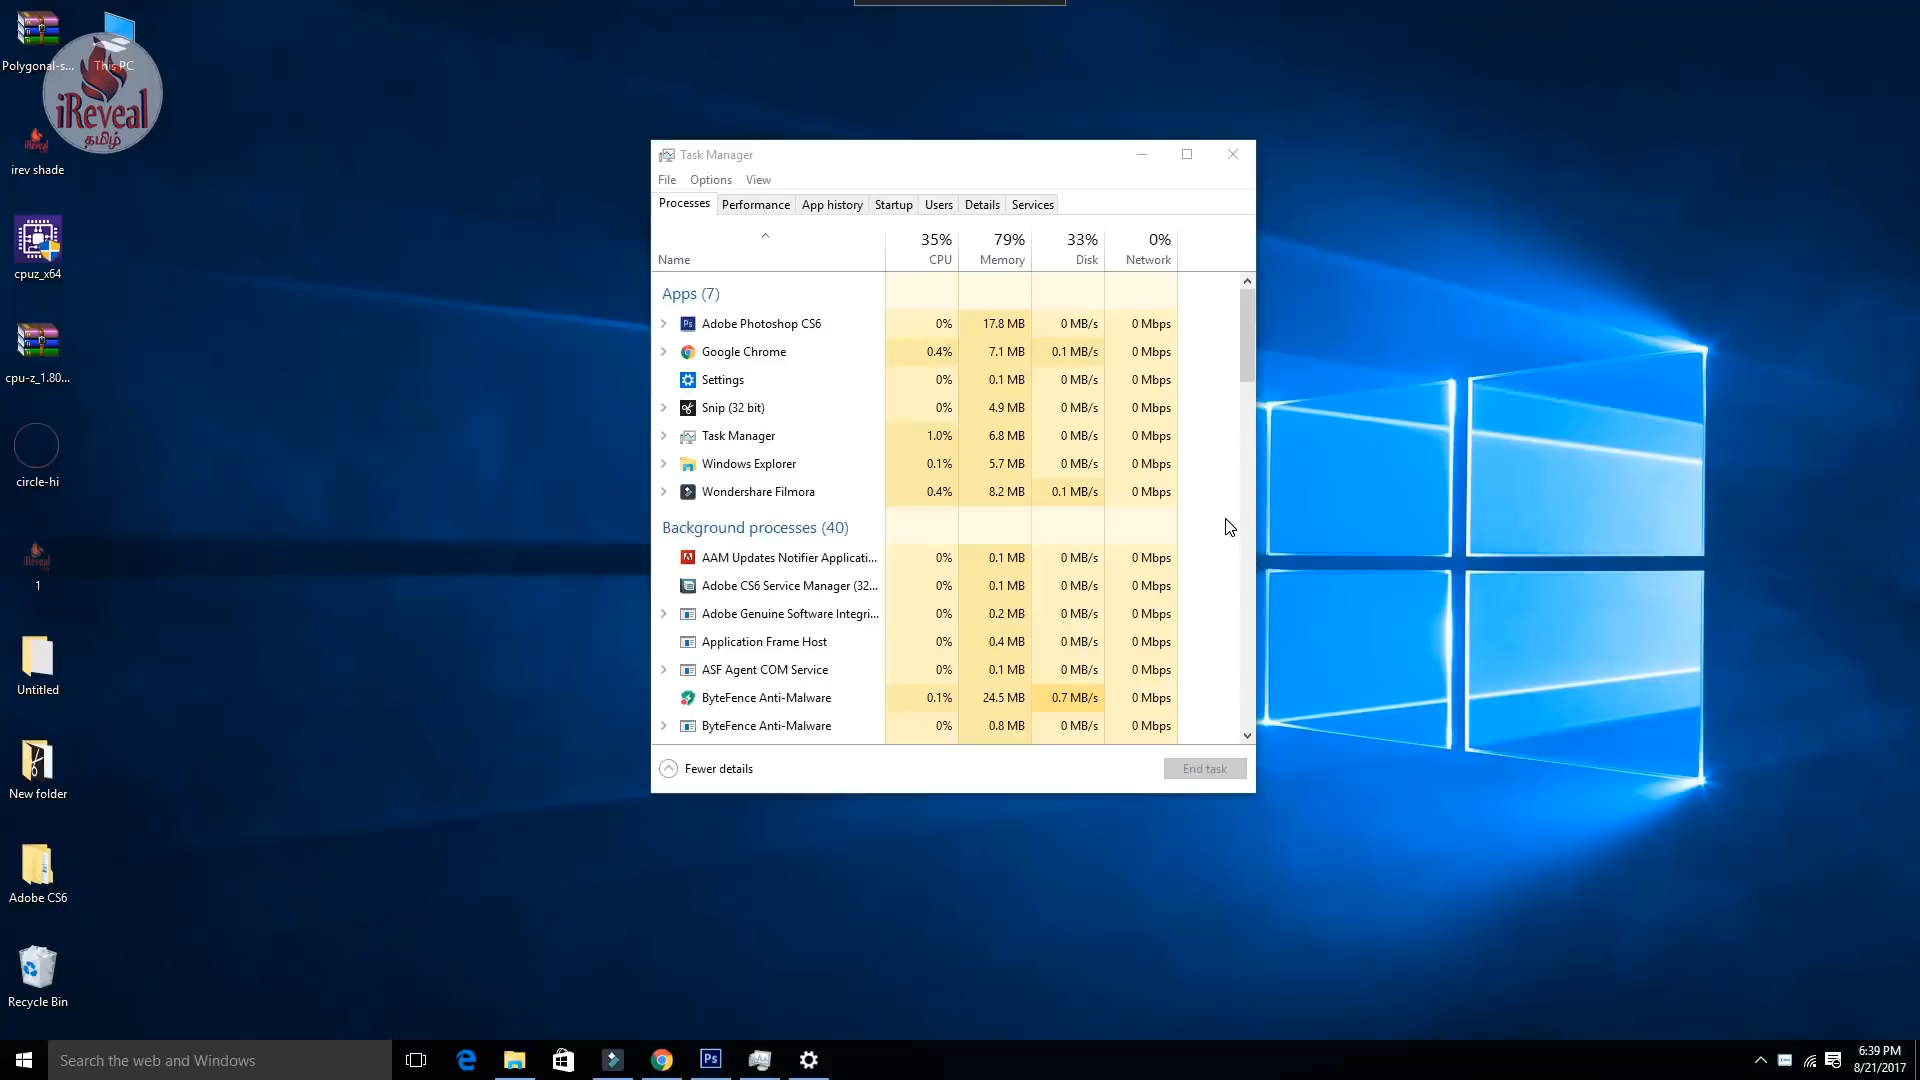 Polygonal-s...
This PC
iReveal
தமிழ்
irev shade
cpuz_x64
cpu-z_1.80...
circle-hi
1
Untitled
New folder
Adobe CS6
Recycle Bin
Task Manager
File Options View
Processes Performance App history Startup Users Details Services
35% 79% 33% 0%
Name CPU Memory Disk Network
Apps (7)
Adobe Photoshop CS6 0% 17.8 MB 0 MB/s 0 Mbps
Google Chrome 0.4% 7.1 MB 0.1 MB/s 0 Mbps
Settings 0% 0.1 MB 0 MB/s 0 Mbps
Snip (32 bit) 0% 4.9 MB 0 MB/s 0 Mbps
Task Manager 1.0% 6.8 MB 0 MB/s 0 Mbps
Windows Explorer 0.1% 5.7 MB 0 MB/s 0 Mbps
Wondershare Filmora 0.4% 8.2 MB 0.1 MB/s 0 Mbps
Background processes (40)
AAM Updates Notifier Applicati... 0% 0.1 MB 0 MB/s 0 Mbps
Adobe CS6 Service Manager (32... 0% 0.1 MB 0 MB/s 0 Mbps
Adobe Genuine Software Integri... 0% 0.2 MB 0 MB/s 0 Mbps
Application Frame Host 0% 0.4 MB 0 MB/s 0 Mbps
ASF Agent COM Service 0% 0.1 MB 0 MB/s 0 Mbps
ByteFence Anti-Malware 0.1% 24.5 MB 0.7 MB/s 0 Mbps
ByteFence Anti-Malware 0% 0.8 MB 0 MB/s 0 Mbps
Fewer details End task
Search the web and Windows
Ps
6:39 PM
8/21/2017